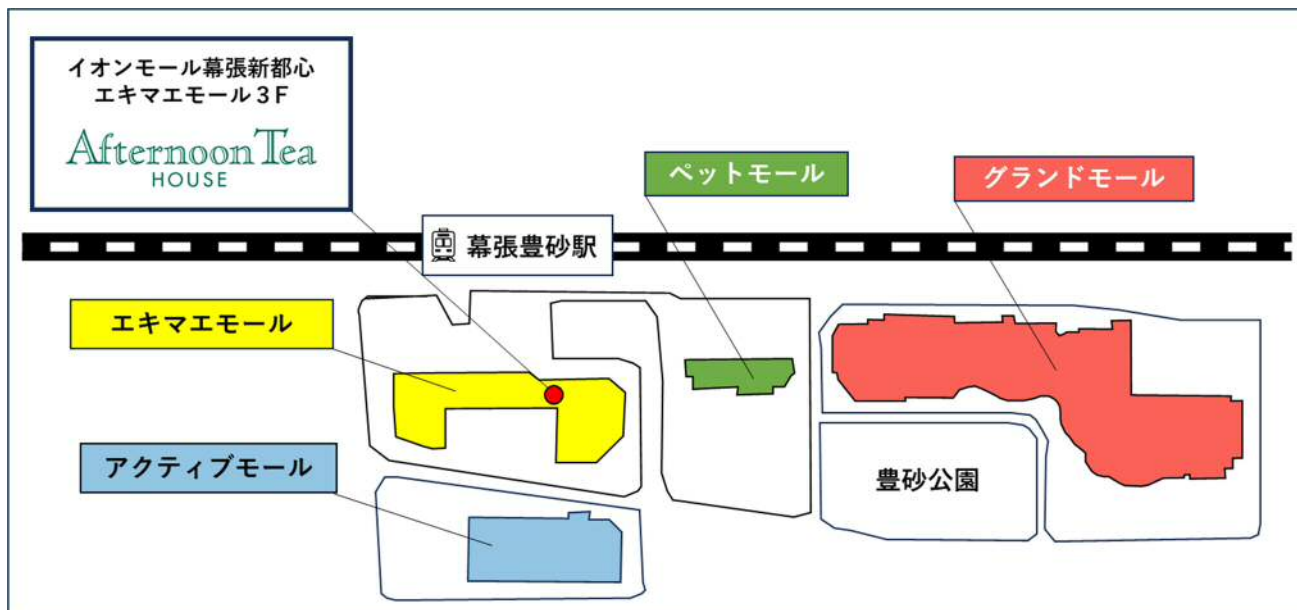 イオンモール幕張新都心
エキマエモール3F
Afternoon Tea
HOUSE
ペットモール
グランドモール
幕張豊砂駅
エキマエモール
アクティブモール
豊砂公園